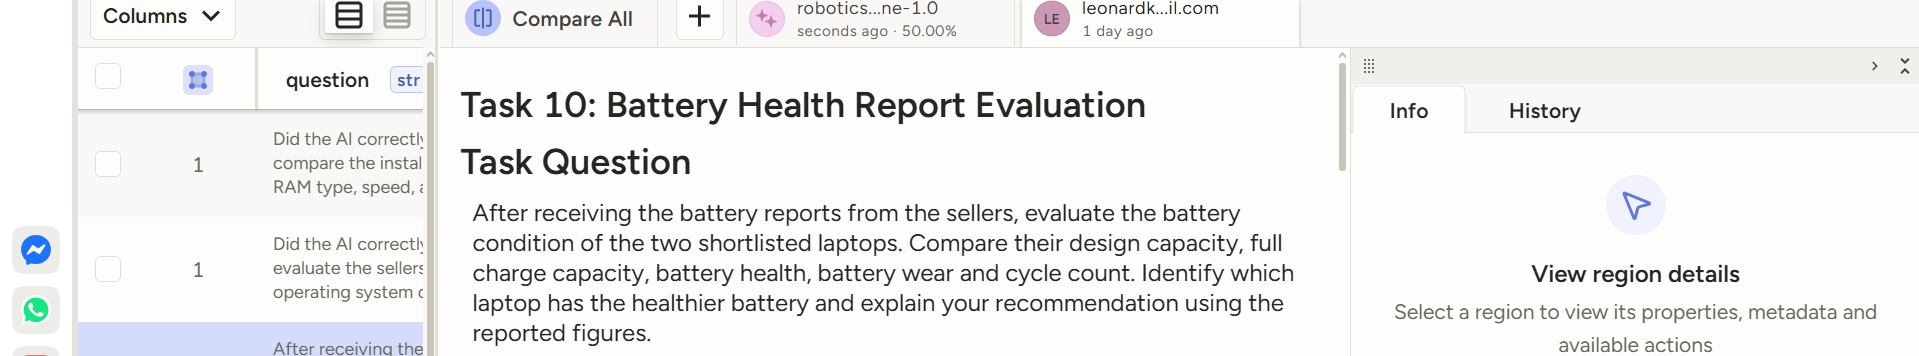 Columns
Compare All
robotics...ne-1.0
seconds ago · 50.00%
LE
leonardk...il.com
1 day ago
question str
1
Did the AI correctly
compare the instal
RAM type, speed, a
1
Did the AI correctly
evaluate the sellers
operating system
After receiving the
Task 10: Battery Health Report Evaluation
Task Question
After receiving the battery reports from the sellers, evaluate the battery
condition of the two shortlisted laptops. Compare their design capacity, full
charge capacity, battery health, battery wear and cycle count. Identify which
laptop has the healthier battery and explain your recommendation using the
reported figures.
Info
History
View region details
Select a region to view its properties, metadata and
available actions